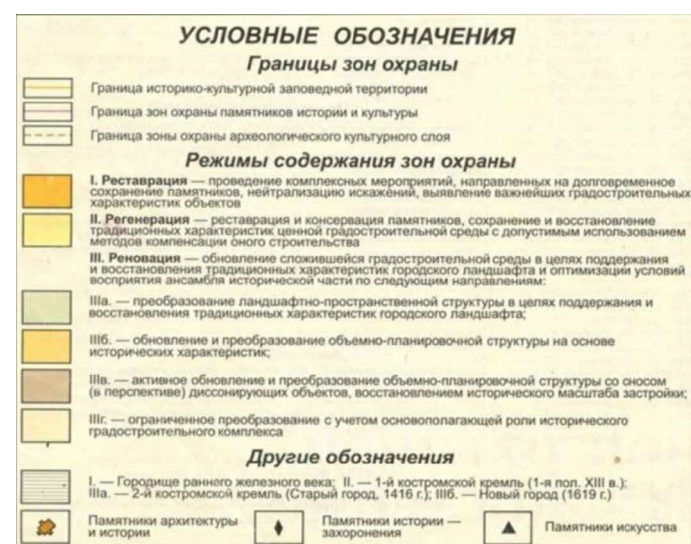 УСЛОВНЫЕ ОБОЗНАЧЕНИЯ
Границы зон охраны
Граница историко-культурной заповедной территории
Граница зон охраны памятников истории и культуры
Граница зоны охраны археологического культурного слоя
Режимы содержания зон охраны
I. Реставрация — проведение комплексных мероприятий, направленных на долговременное
сохранение памятников, нейтрализацию искажений, выявление важнейших градостроительных
характеристик объектов
II. Регенерация — реставрация и консервация памятников, сохранение и восстановление
традиционных характеристик ценной градостроительной среды с допустимым использованием
методов компенсации оного строительства
III. Реновация — обновление сложившейся градостроительной среды в целях поддержания
и восстановления традиционных характеристик городского ландшафта и оптимизации условий
восприятия ансамбля исторической части по следующим направлениям:
IIIа. — преобразование ландшафтно-пространственной структуры в целях поддержания и
восстановления традиционных характеристик городского ландшафта;
IIIб. — обновление и преобразование объемно-планировочной структуры на основе
исторических характеристик;
IIIв. — активное обновление и преобразование объемно-планировочной структуры со сносом
(в перспективе) диссонирующих объектов, восстановлением исторического масштаба застройки;
IIIг. — ограниченное преобразование с учетом основополагающей роли исторического
градостроительного комплекса
Другие обозначения
I. — Городище раннего железного века; II. — 1-й костромской кремль (1-я пол. XIII в.);
IIIа. — 2-й костромской кремль (Старый город, 1416 г.); IIIб. — Новый город (1619 г.)
Памятники архитектуры
и истории
Памятники истории —
захоронения
Памятники искусства